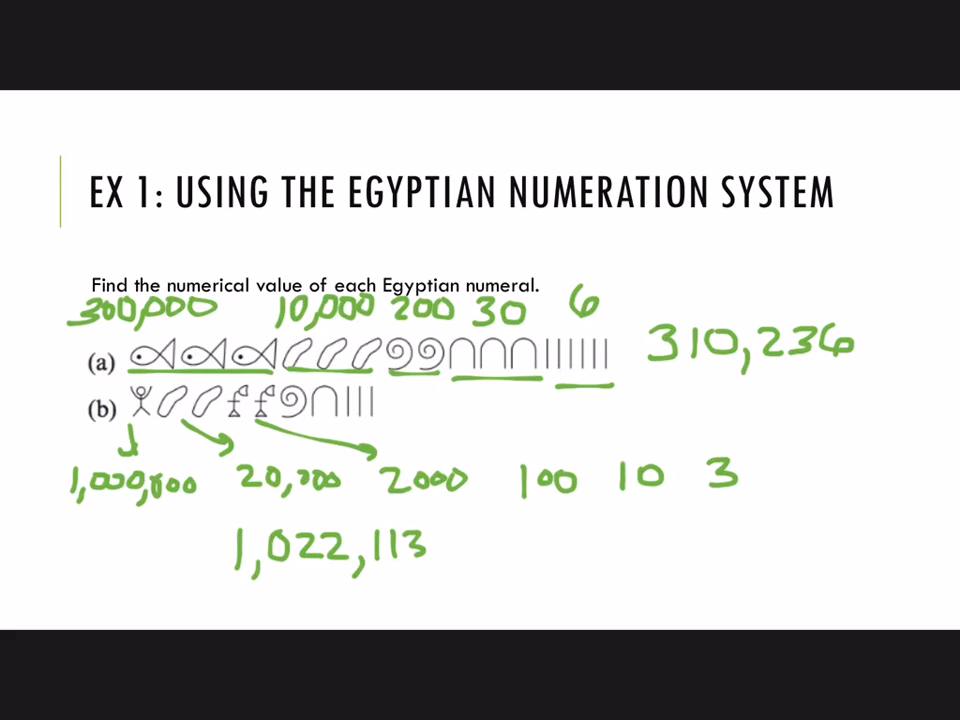 EX 1: USING THE EGYPTIAN NUMERATION SYSTEM
Find the numerical value of each Egyptian numeral.
300,000 10,000 200 30 6
(a) 310,236
(b)
1,000,000 20,000 2000 100 10 3
1,022,113